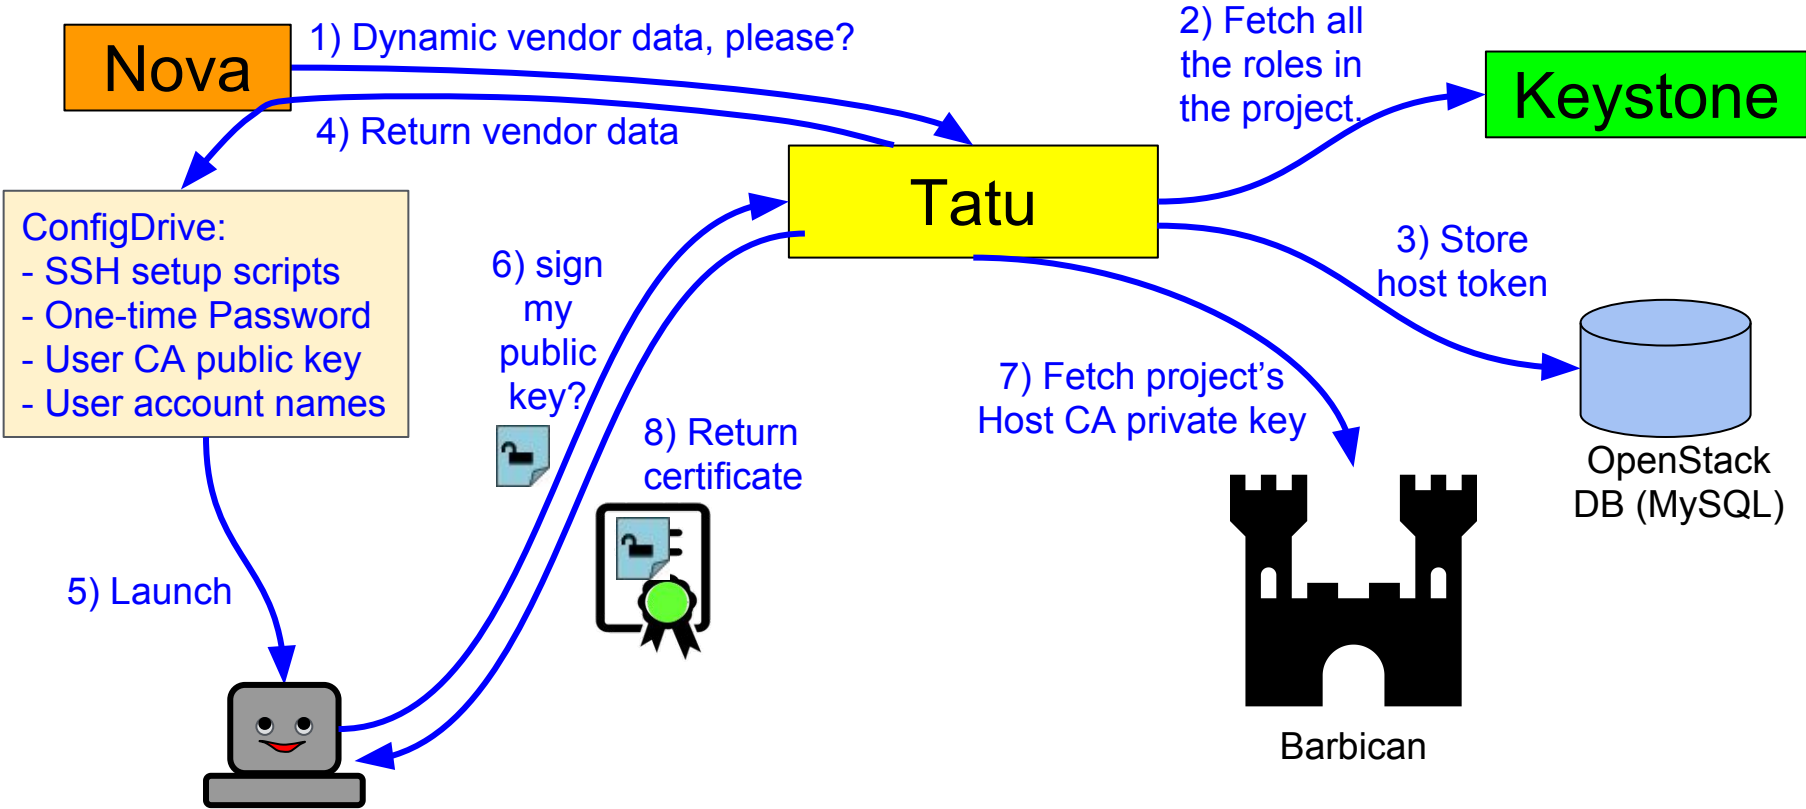 Nova
1) Dynamic vendor data, please?
2) Fetch all
the roles in
the project.
Keystone
4) Return vendor data
Tatu
ConfigDrive:
- SSH setup scripts
- One-time Password
- User CA public key
- User account names
6) sign
my
public
key?
3) Store
host token
7) Fetch project’s
Host CA private key
8) Return
certificate
OpenStack
DB (MySQL)
5) Launch
Barbican